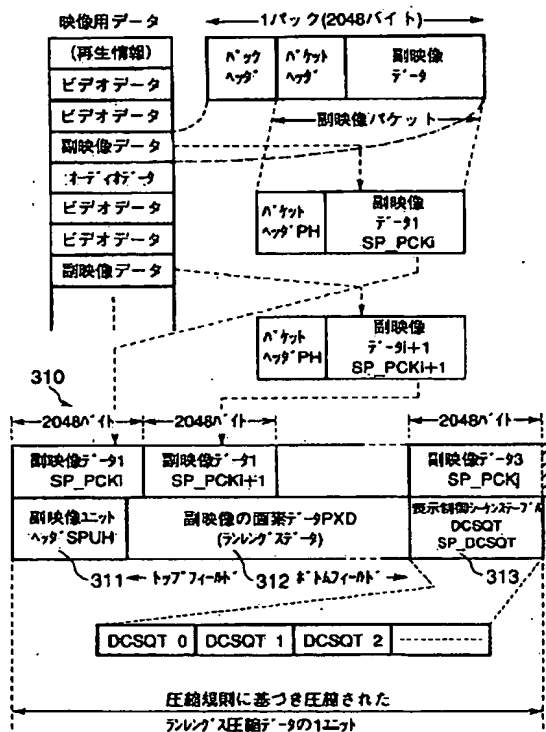 映像用データ
(再生情報)
ビデオデータ
ビデオデータ
副映像データ
オーディオデータ
ビデオデータ
ビデオデータ
副映像データ
1パック(2048バイト)
パック
ヘッダ
パケット
ヘッダ
副映像
データ
副映像パケット
パケット
ヘッダPH
副映像
データ1
SP_PCKi
パケット
ヘッダPH
副映像
データi+1
SP_PCKi+1
310
2048バイト
2048バイト
2048バイト
副映像データ1
SP_PCKi
副映像データ1
SP_PCKi+1
副映像データ3
SP_PCKj
副映像ユニット
ヘッダSPUH
副映像の画素データPXD
(ランレングスデータ)
表示制御シーケンステーブル
DCSQT
SP_DCSQT
311
トップフィールド
312
ボトムフィールド
313
DCSQT 0
DCSQT 1
DCSQT 2
圧縮規則に基づき圧縮された
ランレングス圧縮データの1ユニット